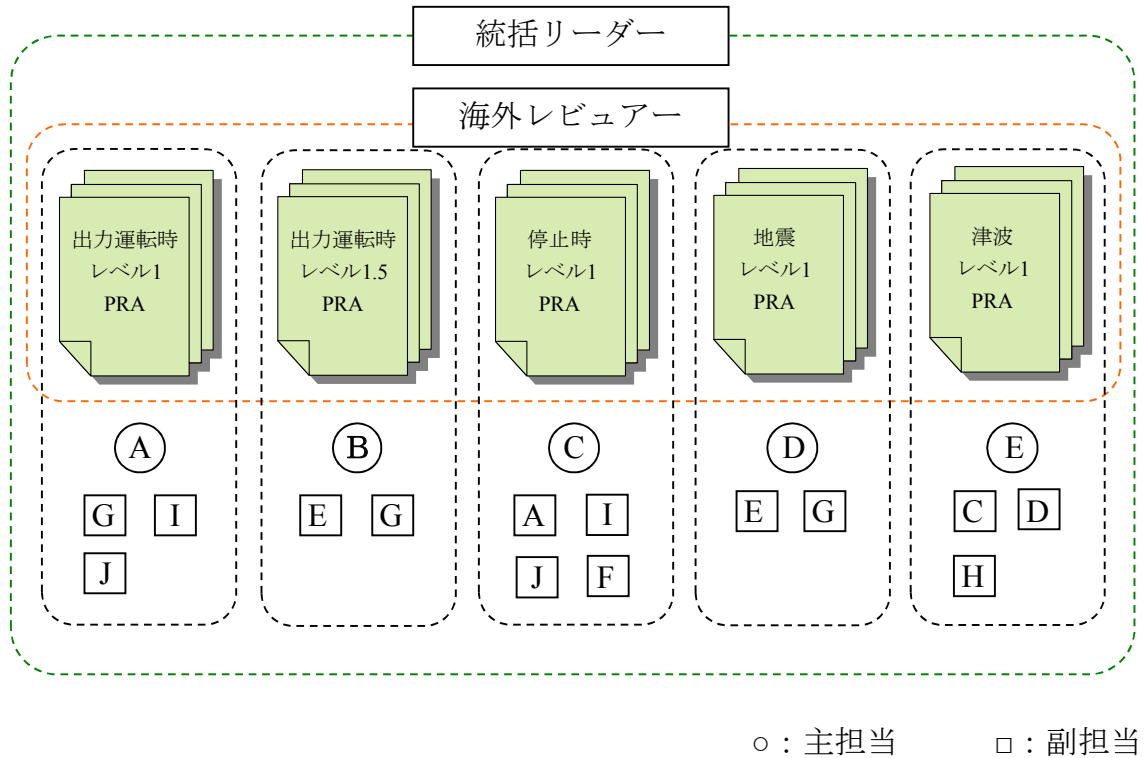 統括リーダー
海外レビュアー
出力運転時
レベル1
PRA
出力運転時
レベル1.5
PRA
停止時
レベル1
PRA
地震
レベル1
PRA
津波
レベル1
PRA
A
G I
J
B
E G
C
A I
J F
D
E G
E
C D
H
○：主担当 □：副担当